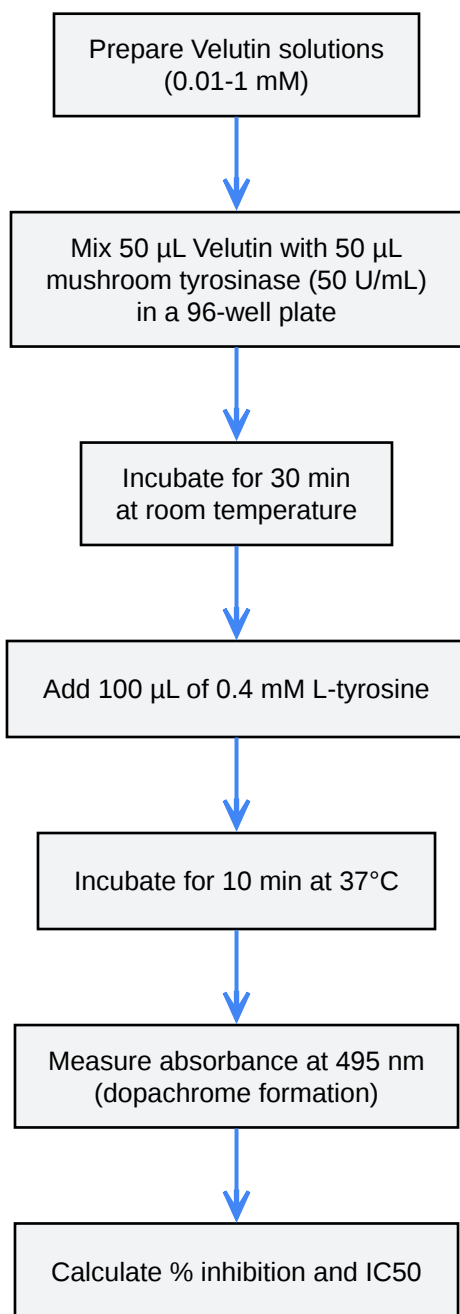 Prepare Velutin solutions
(0.01-1 mM)
Mix 50 µL Velutin with 50 µL
mushroom tyrosinase (50 U/mL)
in a 96-well plate
Incubate for 30 min
at room temperature
Add 100 µL of 0.4 mM L-tyrosine
Incubate for 10 min at 37°C
Measure absorbance at 495 nm
(dopachrome formation)
Calculate % inhibition and IC50